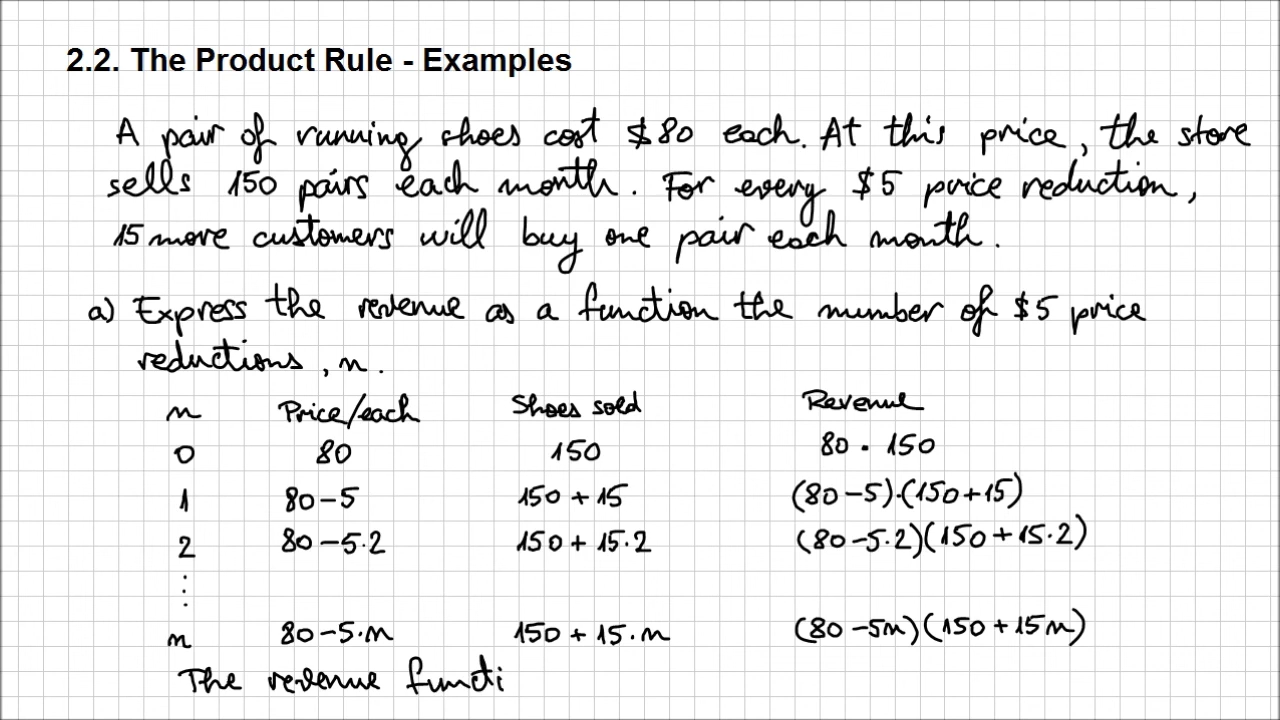 2.2. The Product Rule - Examples
A pair of running shoes cost $80 each. At this price, the store
sells 150 pairs each month. For every $5 price reduction,
15 more customers will buy one pair each month.
a) Express the revenue as a function the number of $5 price
reductions, n.
n Price/each Shoes sold Revenue
0 80 150 80 · 150
1 80-5 150 + 15 (80-5)·(150+15)
2 80-5·2 150 + 15·2 (80-5·2)(150+15·2)
⋮
n 80-5·n 150 + 15·n (80-5n)(150+15n)
The revenue functi